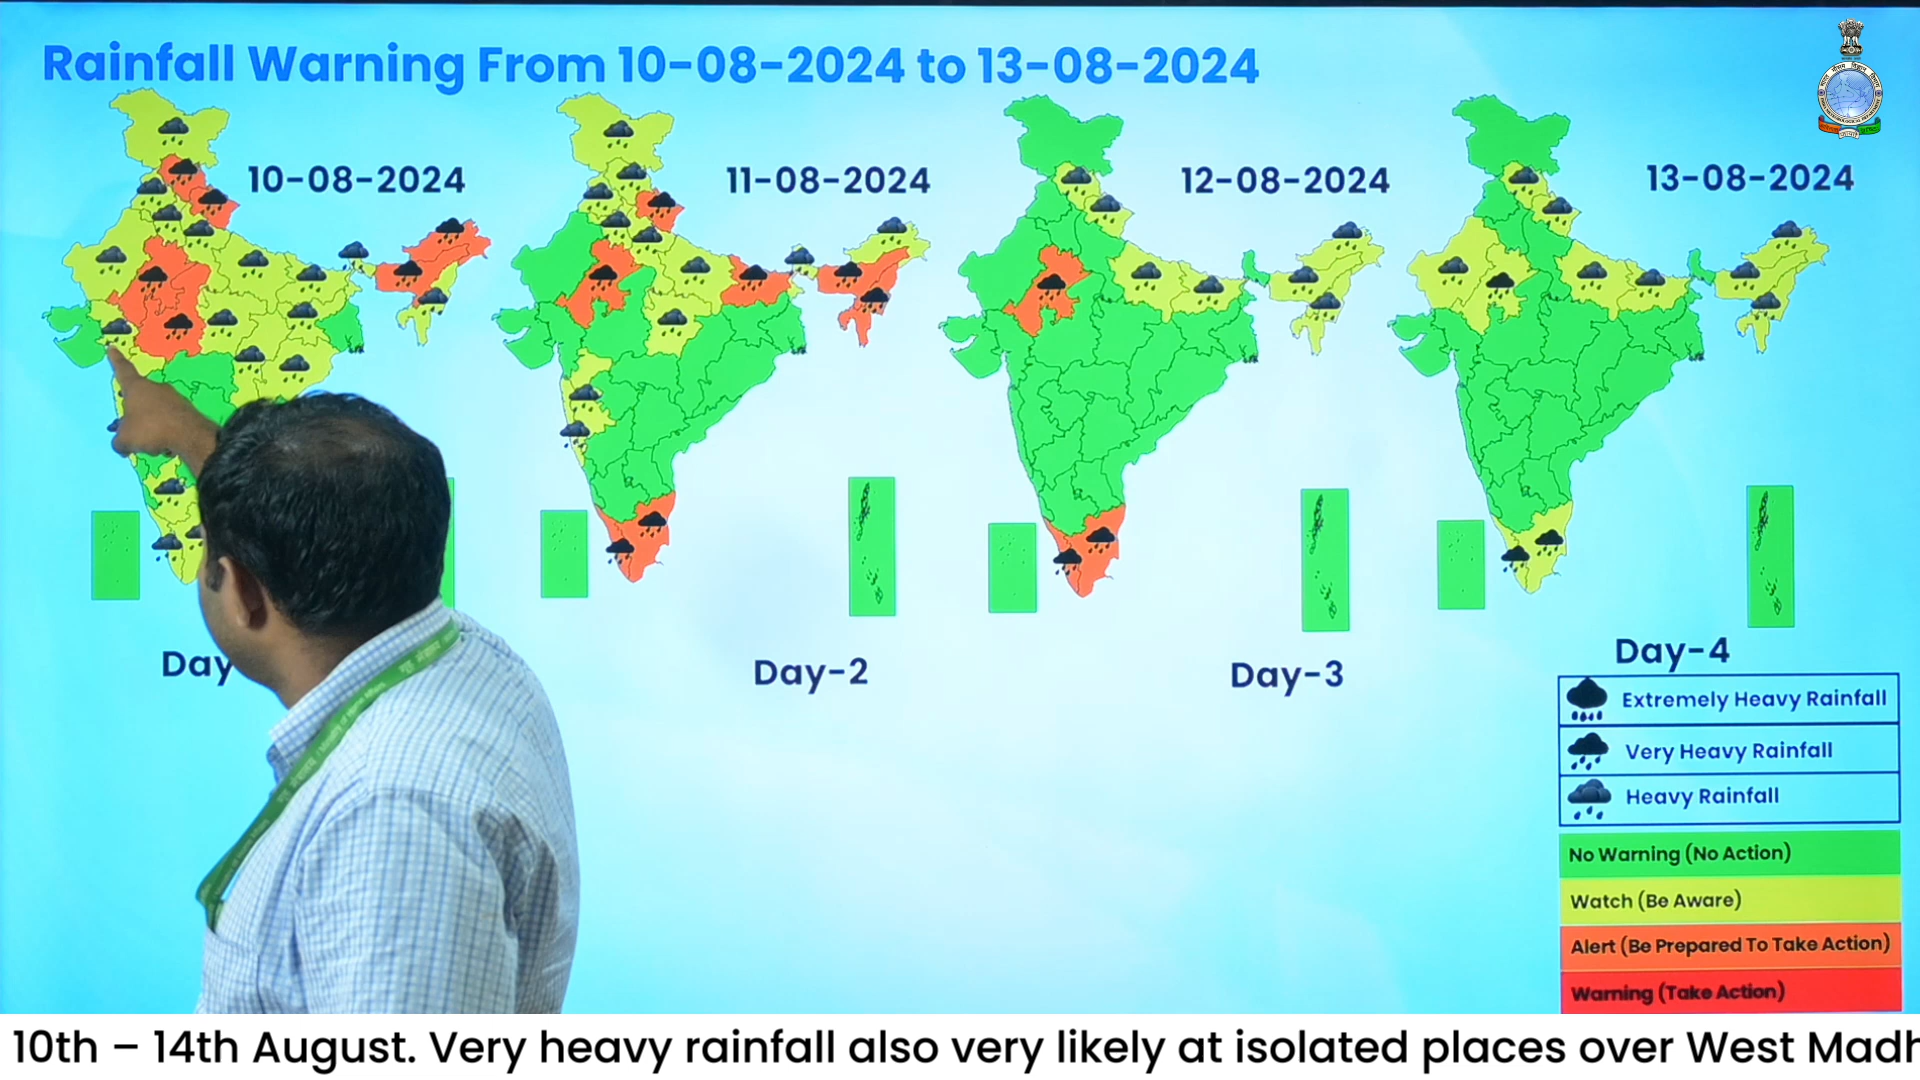 Rainfall Warning From 10-08-2024 to 13-08-2024
10-08-2024
11-08-2024
12-08-2024
13-08-2024
Day
Day-2
Day-3
Day-4
Extremely Heavy Rainfall
Very Heavy Rainfall
Heavy Rainfall
No Warning (No Action)
Watch (Be Aware)
Alert (Be Prepared To Take Action)
Warning (Take Action)
10th – 14th August. Very heavy rainfall also very likely at isolated places over West Madh